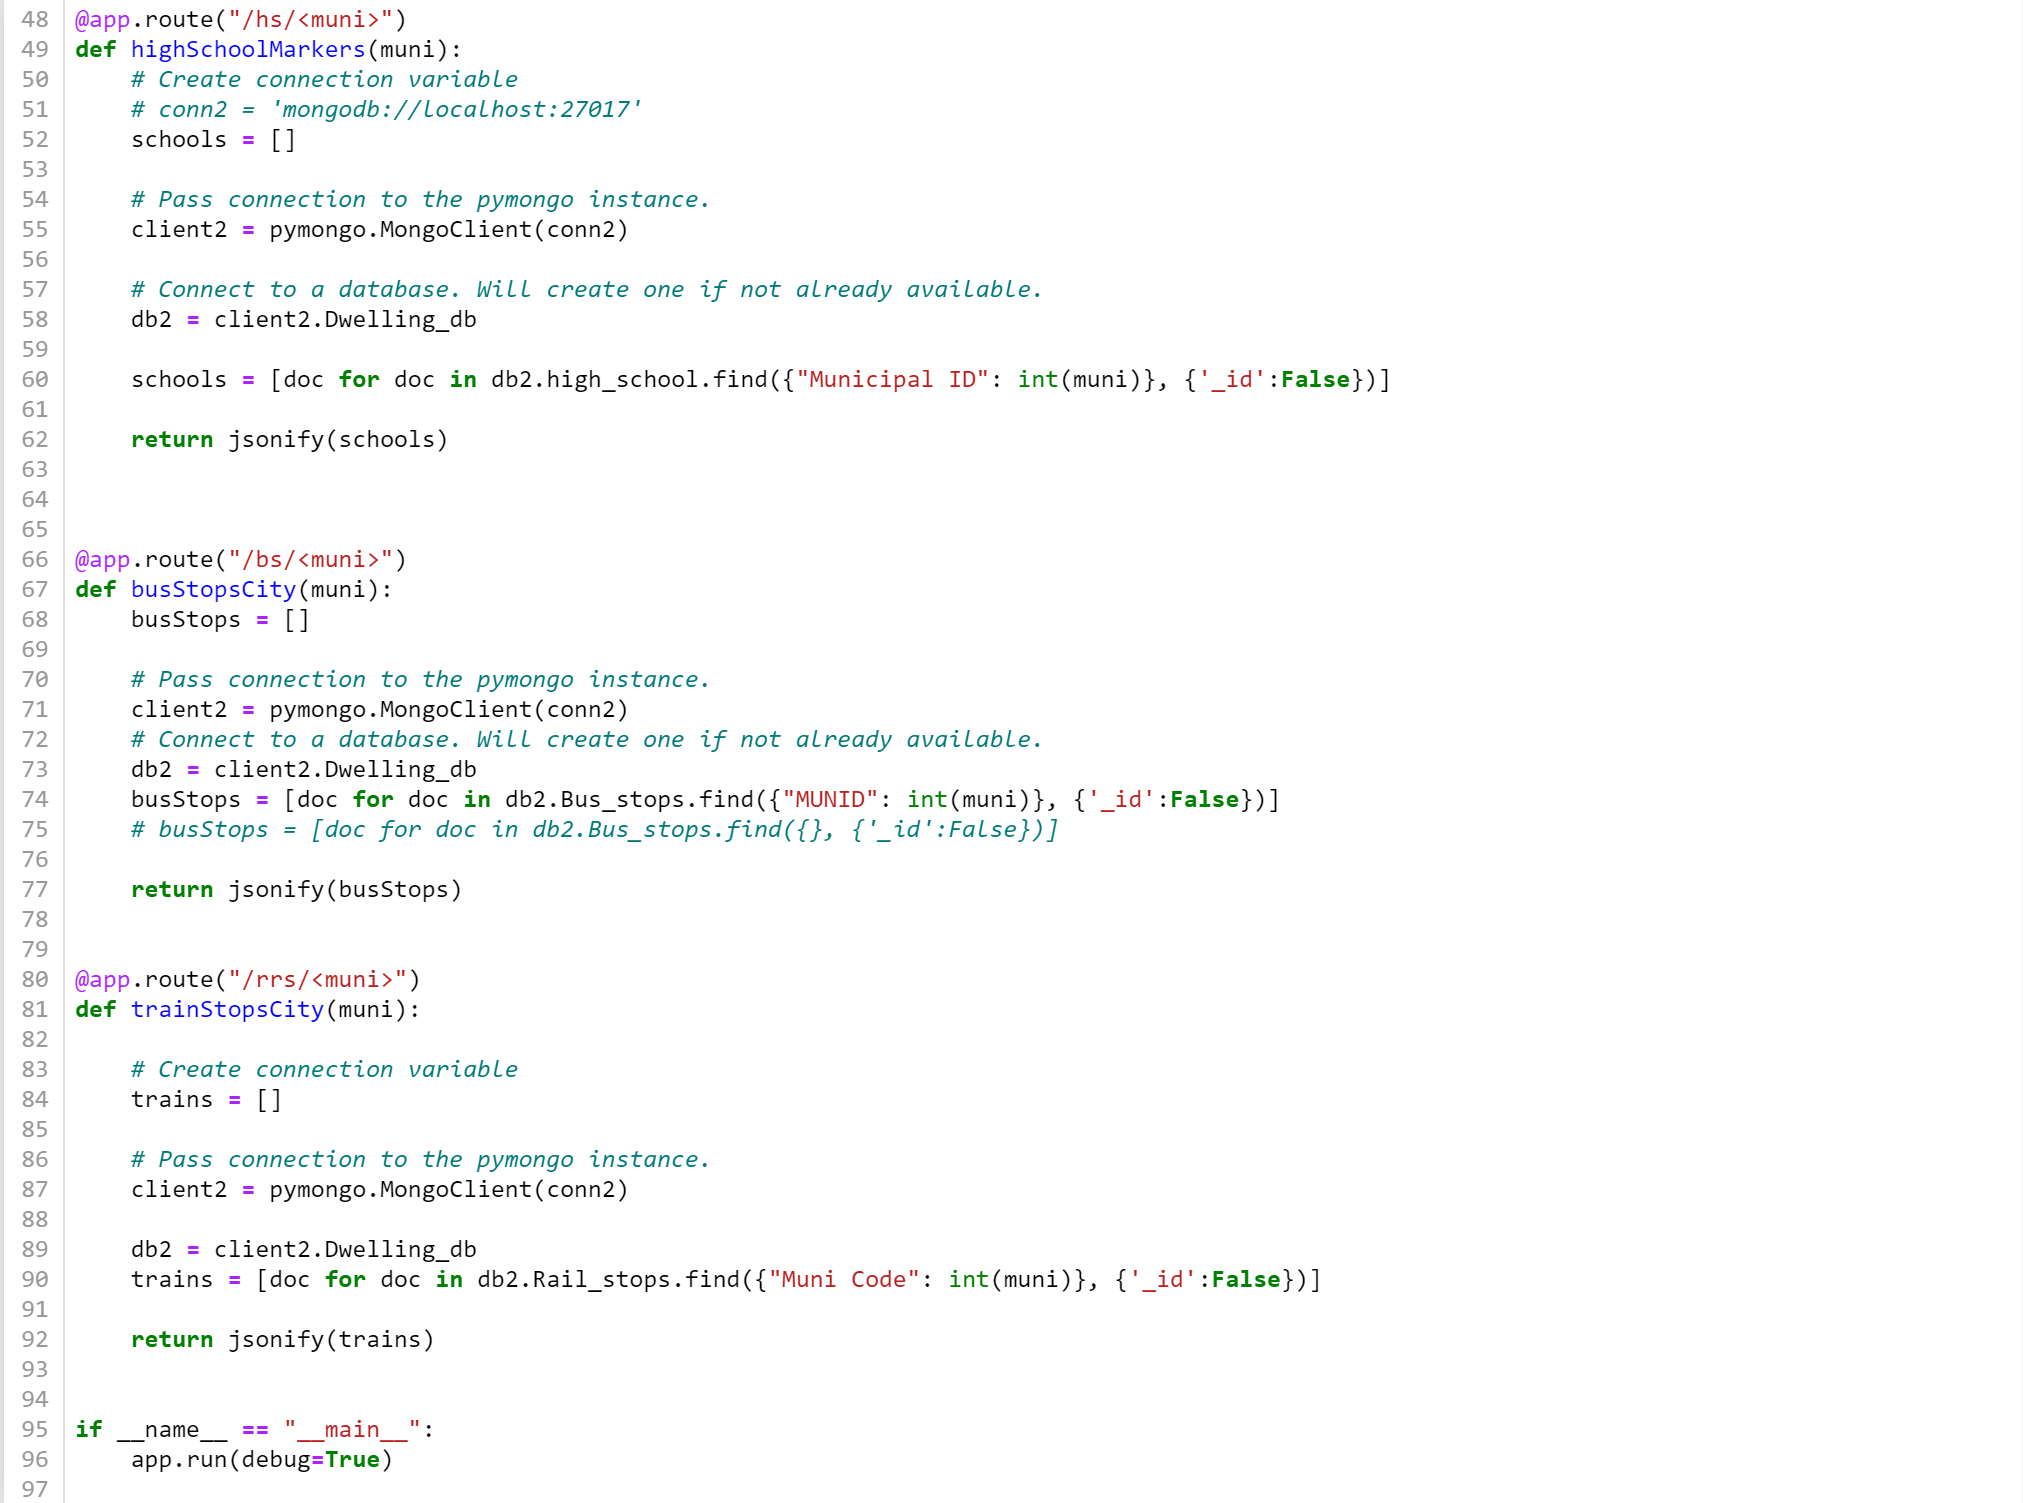 48 @app.route("/hs/<muni>")
49 def highSchoolMarkers(muni):
50     # Create connection variable
51     # conn2 = 'mongodb://localhost:27017'
52     schools = []
53
54     # Pass connection to the pymongo instance.
55     client2 = pymongo.MongoClient(conn2)
56
57     # Connect to a database. Will create one if not already available.
58     db2 = client2.Dwelling_db
59
60     schools = [doc for doc in db2.high_school.find({"Municipal ID": int(muni)}, {'_id':False})]
61
62     return jsonify(schools)
63
64
65
66 @app.route("/bs/<muni>")
67 def busStopsCity(muni):
68     busStops = []
69
70     # Pass connection to the pymongo instance.
71     client2 = pymongo.MongoClient(conn2)
72     # Connect to a database. Will create one if not already available.
73     db2 = client2.Dwelling_db
74     busStops = [doc for doc in db2.Bus_stops.find({"MUNID": int(muni)}, {'_id':False})]
75     # busStops = [doc for doc in db2.Bus_stops.find({}, {'_id':False})]
76
77     return jsonify(busStops)
78
79
80 @app.route("/rrs/<muni>")
81 def trainStopsCity(muni):
82
83     # Create connection variable
84     trains = []
85
86     # Pass connection to the pymongo instance.
87     client2 = pymongo.MongoClient(conn2)
88
89     db2 = client2.Dwelling_db
90     trains = [doc for doc in db2.Rail_stops.find({"Muni Code": int(muni)}, {'_id':False})]
91
92     return jsonify(trains)
93
94
95 if __name__ == "__main__":
96     app.run(debug=True)
97